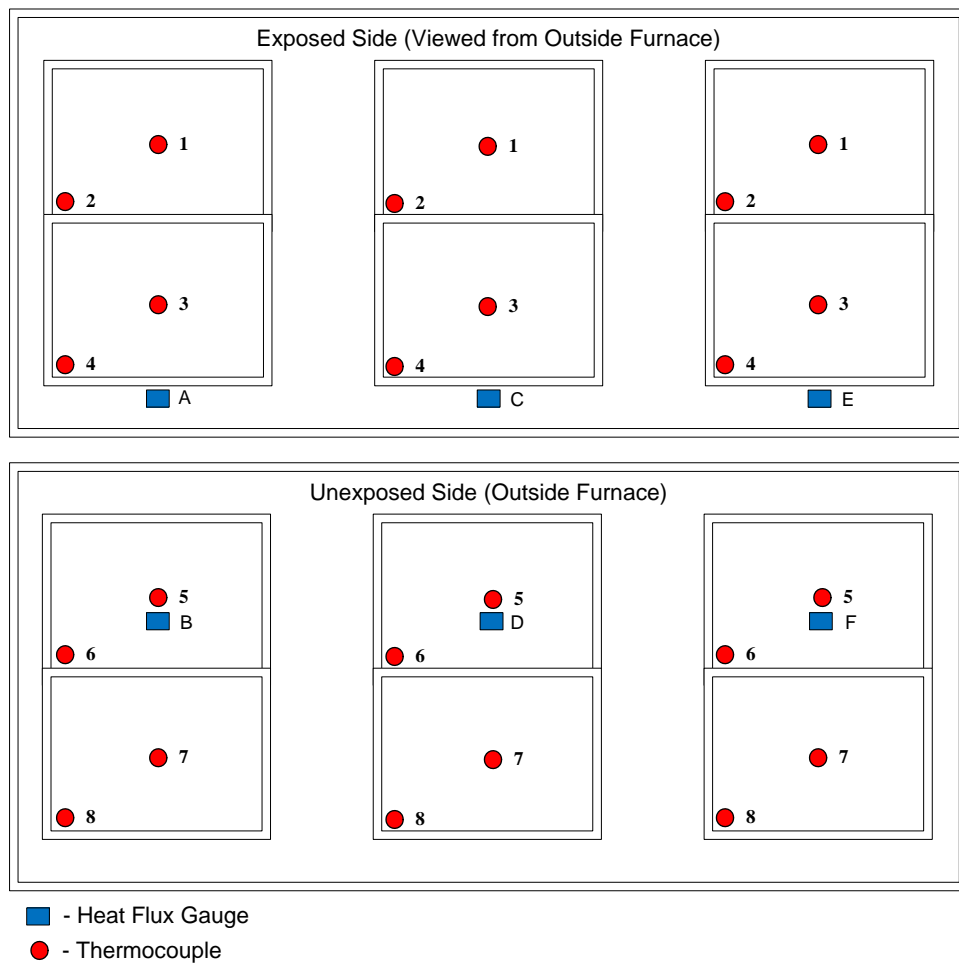 Exposed Side (Viewed from Outside Furnace)
1 1 1
2 2 2
3 3 3
4 4 4
A C E
Unexposed Side (Outside Furnace)
5 5 5
B D F
6 6 6
7 7 7
8 8 8
- Heat Flux Gauge
- Thermocouple